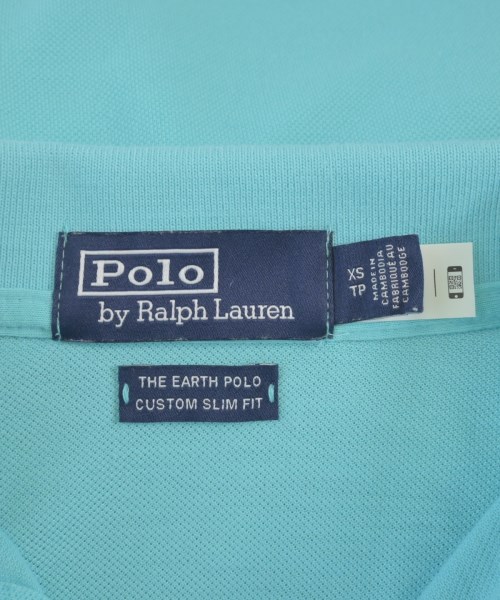 Polo
by Ralph Lauren
XS
TP
MADE IN
CAMBODIA
FABRIQUÉ AU
CAMBODGE
THE EARTH POLO
CUSTOM SLIM FIT